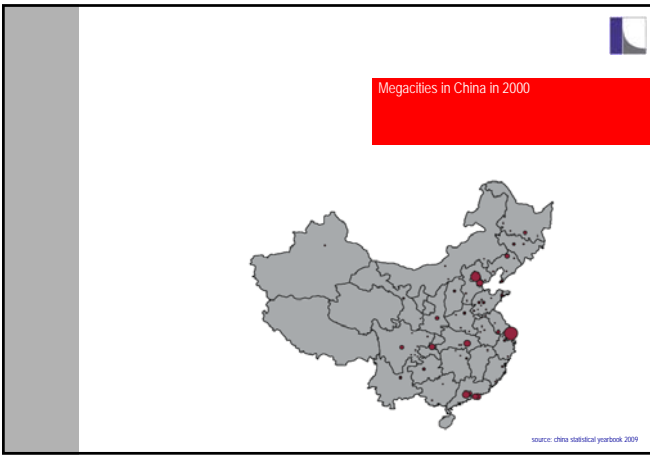 Megacities in China in 2000
source: china statistical yearbook 2009